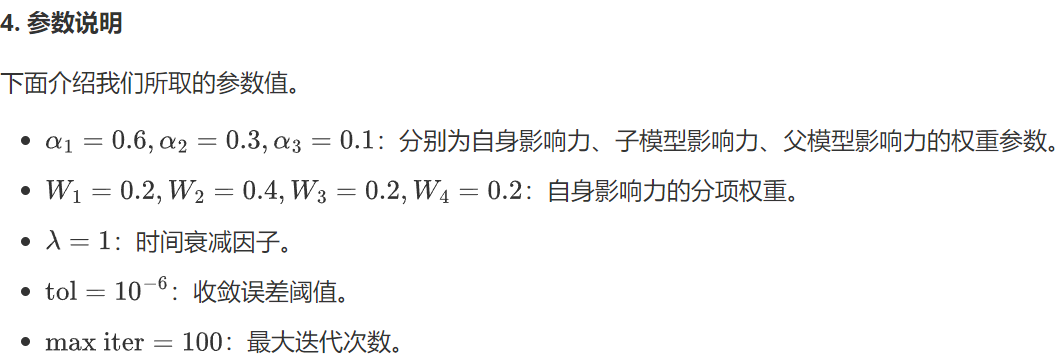 4. 参数说明
下面介绍我们所取的参数值。
• α₁ = 0.6, α₂ = 0.3, α₃ = 0.1：分别为自身影响力、子模型影响力、父模型影响力的权重参数。
• W₁ = 0.2, W₂ = 0.4, W₃ = 0.2, W₄ = 0.2：自身影响力的分项权重。
• λ = 1：时间衰减因子。
• tol = 10⁻⁶：收敛误差阈值。
• max iter = 100：最大迭代次数。